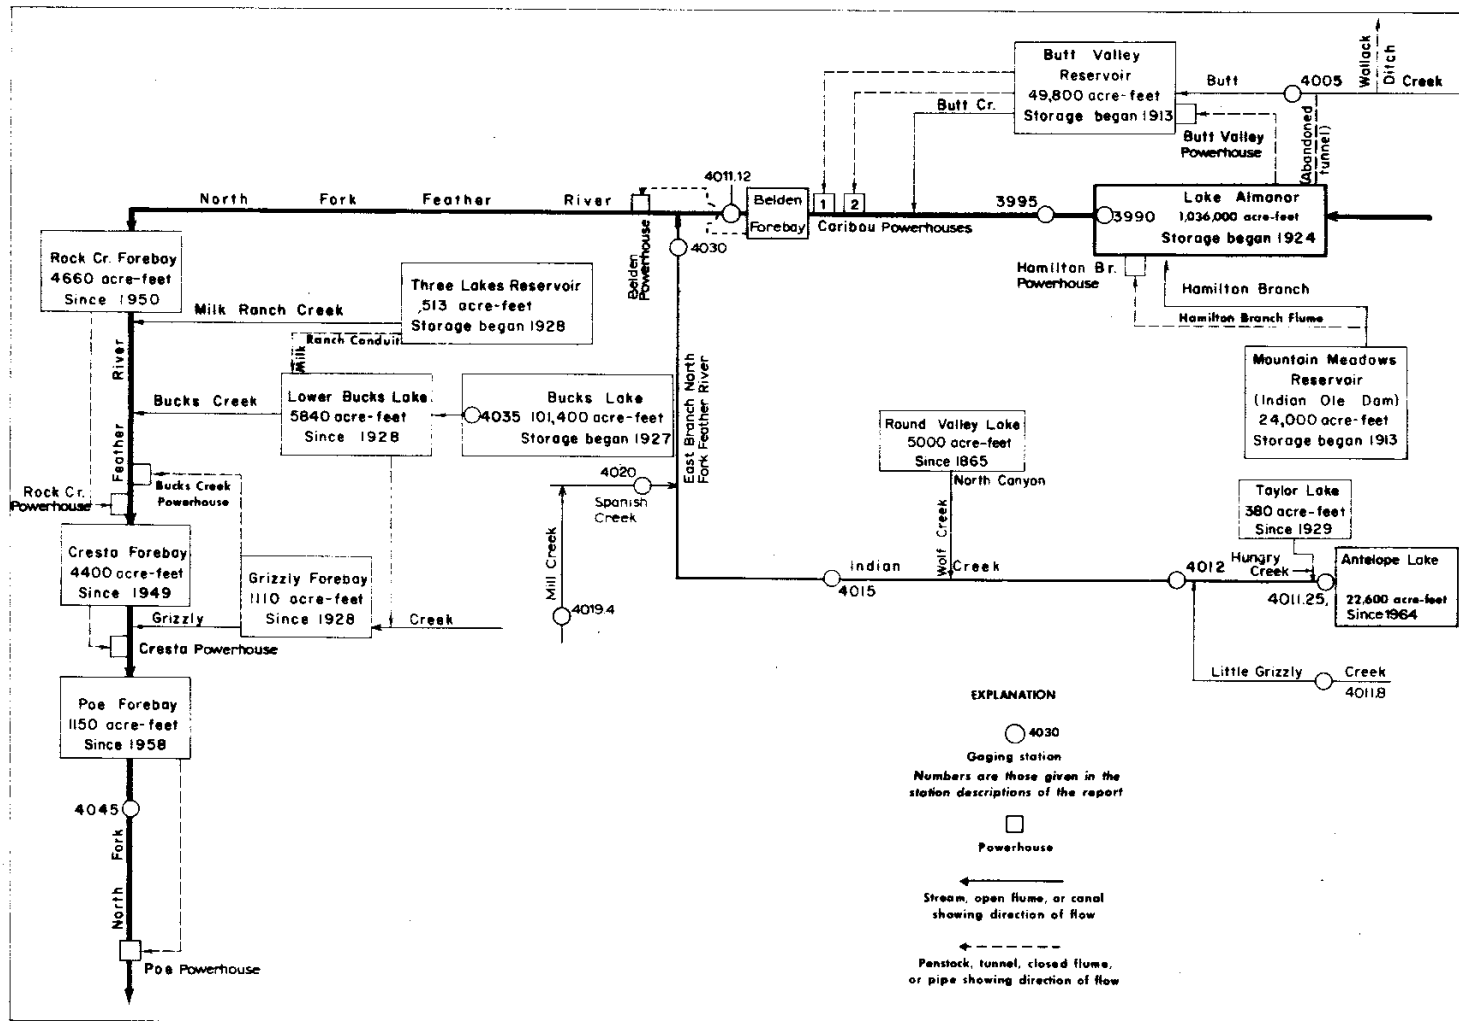 Wallack
Ditch
Butt Valley
Reservoir
49,800 acre-feet
Storage began 1913
Butt
4005
Creek
Butt Cr.
Butt Valley
Powerhouse
(Abandoned
tunnel)
4011.12
North Fork Feather River
Belden
Forebay
1
2
Caribou Powerhouses
3995
3990
Lake Almanor
1,036,000 acre-feet
Storage began 1924
Belden
Powerhouse
4030
Hamilton Br.
Powerhouse
Hamilton Branch
Hamilton Branch Flume
Rock Cr. Forebay
4660 acre-feet
Since 1950
Three Lakes Reservoir
513 acre-feet
Storage began 1928
Milk Ranch Creek
Milk
Ranch Conduit
Mountain Meadows
Reservoir
(Indian Ole Dam)
24,000 acre-feet
Storage began 1913
Lower Bucks Lake
5840 acre-feet
Since 1928
Bucks Lake
4035
101,400 acre-feet
Storage began 1927
Bucks Creek
Feather River
East Branch North
Fork Feather River
Round Valley Lake
5000 acre-feet
Since 1865
North Canyon
Wolf Creek
Bucks Creek
Powerhouse
Rock Cr.
Powerhouse
4020
Spanish
Creek
Mill Creek
4019.4
Taylor Lake
380 acre-feet
Since 1929
Hungry
Creek
Cresta Forebay
4400 acre-feet
Since 1949
Grizzly Forebay
1110 acre-feet
Since 1928
Grizzly
Creek
Cresta Powerhouse
Indian Creek
4015
4012
4011.25
Antelope Lake
22,600 acre-feet
Since 1964
Little Grizzly Creek
4011.8
Poe Forebay
1150 acre-feet
Since 1958
4045
North Fork
Poe Powerhouse
EXPLANATION
4030
Gaging station
Numbers are those given in the
station descriptions of the report
Powerhouse
Stream, open flume, or canal
showing direction of flow
Penstock, tunnel, closed flume,
or pipe showing direction of flow